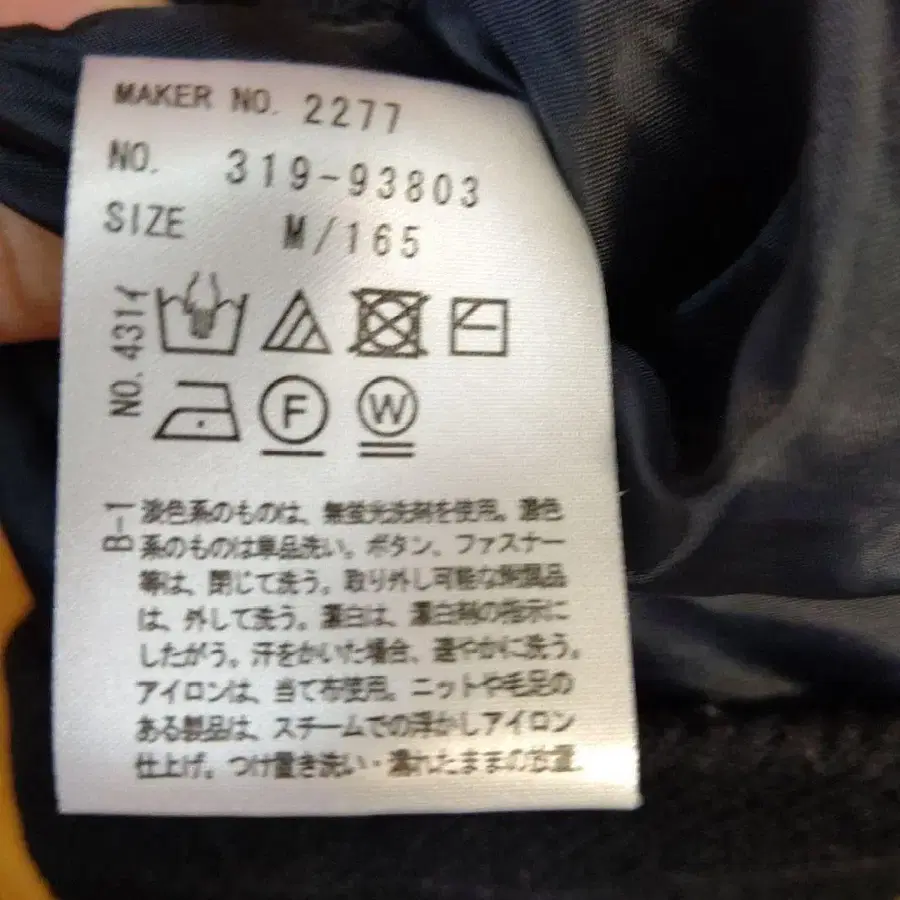 MAKER NO. 2277
NO. 319-93803
SIZE M/165
NO. 431イ
F
W
B-1
淡色系のものは、無蛍光洗剤を使用。濃色
系のものは単品洗い。ボタン、ファスナー
等は、閉じて洗う。取り外し可能な附属品
は、外して洗う。漂白は、漂白剤の指示に
したがう。汗をかいた場合、速やかに洗う。
アイロンは、当て布使用。ニットや毛足の
ある製品は、スチームでの浮かしアイロン
仕上げ。つけ置き洗い・濡れたままの放置